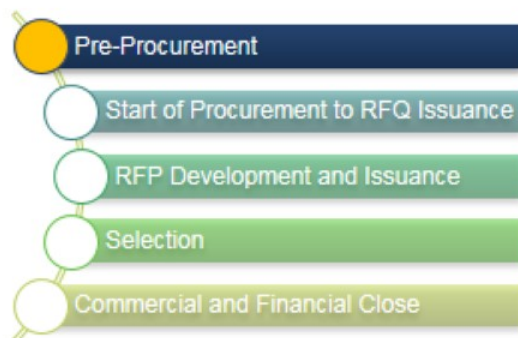 Pre-Procurement
Start of Procurement to RFQ Issuance
RFP Development and Issuance
Selection
Commercial and Financial Close